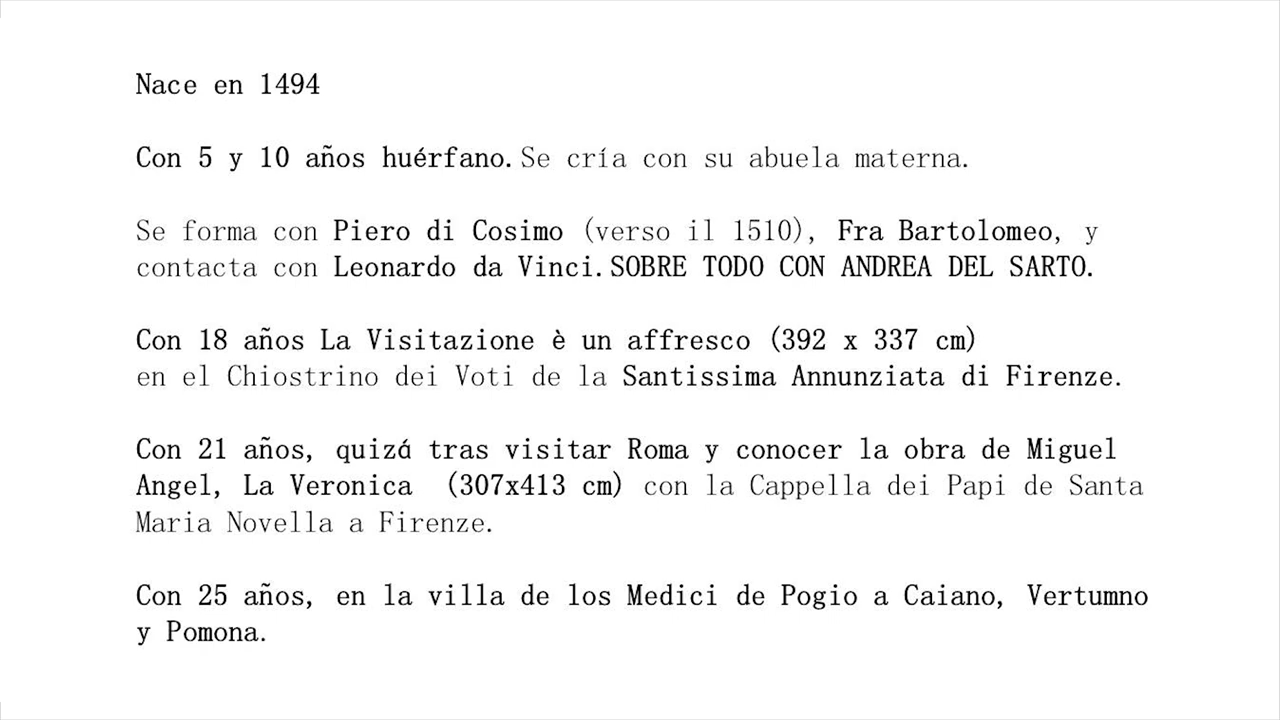 Nace en 1494
Con 5 y 10 años huérfano. Se cría con su abuela materna.
Se forma con Piero di Cosimo (verso il 1510), Fra Bartolomeo, y
contacta con Leonardo da Vinci. SOBRE TODO CON ANDREA DEL SARTO.
Con 18 años La Visitazione è un affresco (392 x 337 cm)
en el Chiostrino dei Voti de la Santissima Annunziata di Firenze.
Con 21 años, quizá tras visitar Roma y conocer la obra de Miguel
Angel, La Veronica (307x413 cm) con la Cappella dei Papi de Santa
Maria Novella a Firenze.
Con 25 años, en la villa de los Medici de Pogio a Caiano, Vertumno
y Pomona.